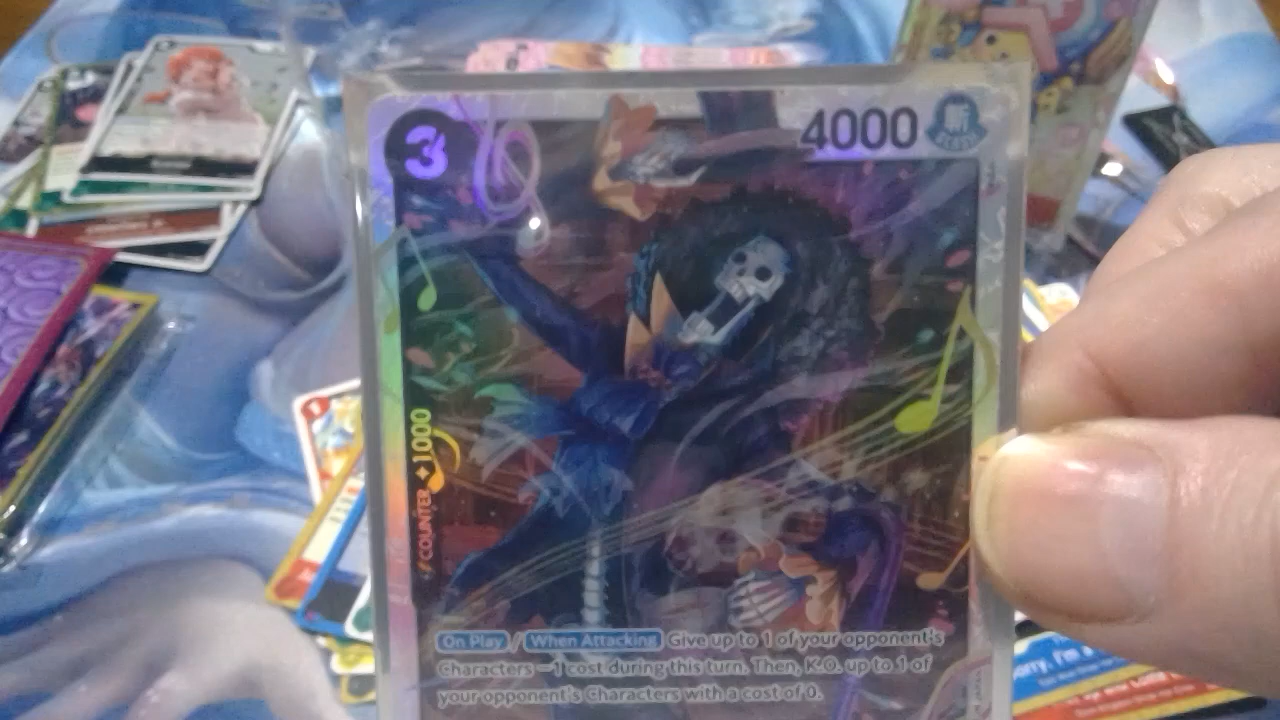 3
4000
COUNTER +1000
On Play / When Attacking Give up to 1 of your opponent's
Characters −1 cost during this turn. Then, K.O. up to 1 of
your opponent's Characters with a cost of 0.